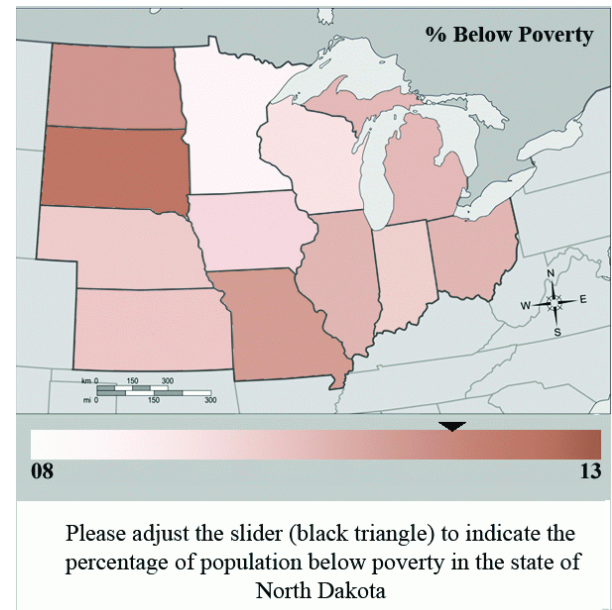 % Below Poverty
N
W
E
S
km 0 150 300
mi 0 150 300
08
13
Please adjust the slider (black triangle) to indicate the
percentage of population below poverty in the state of
North Dakota